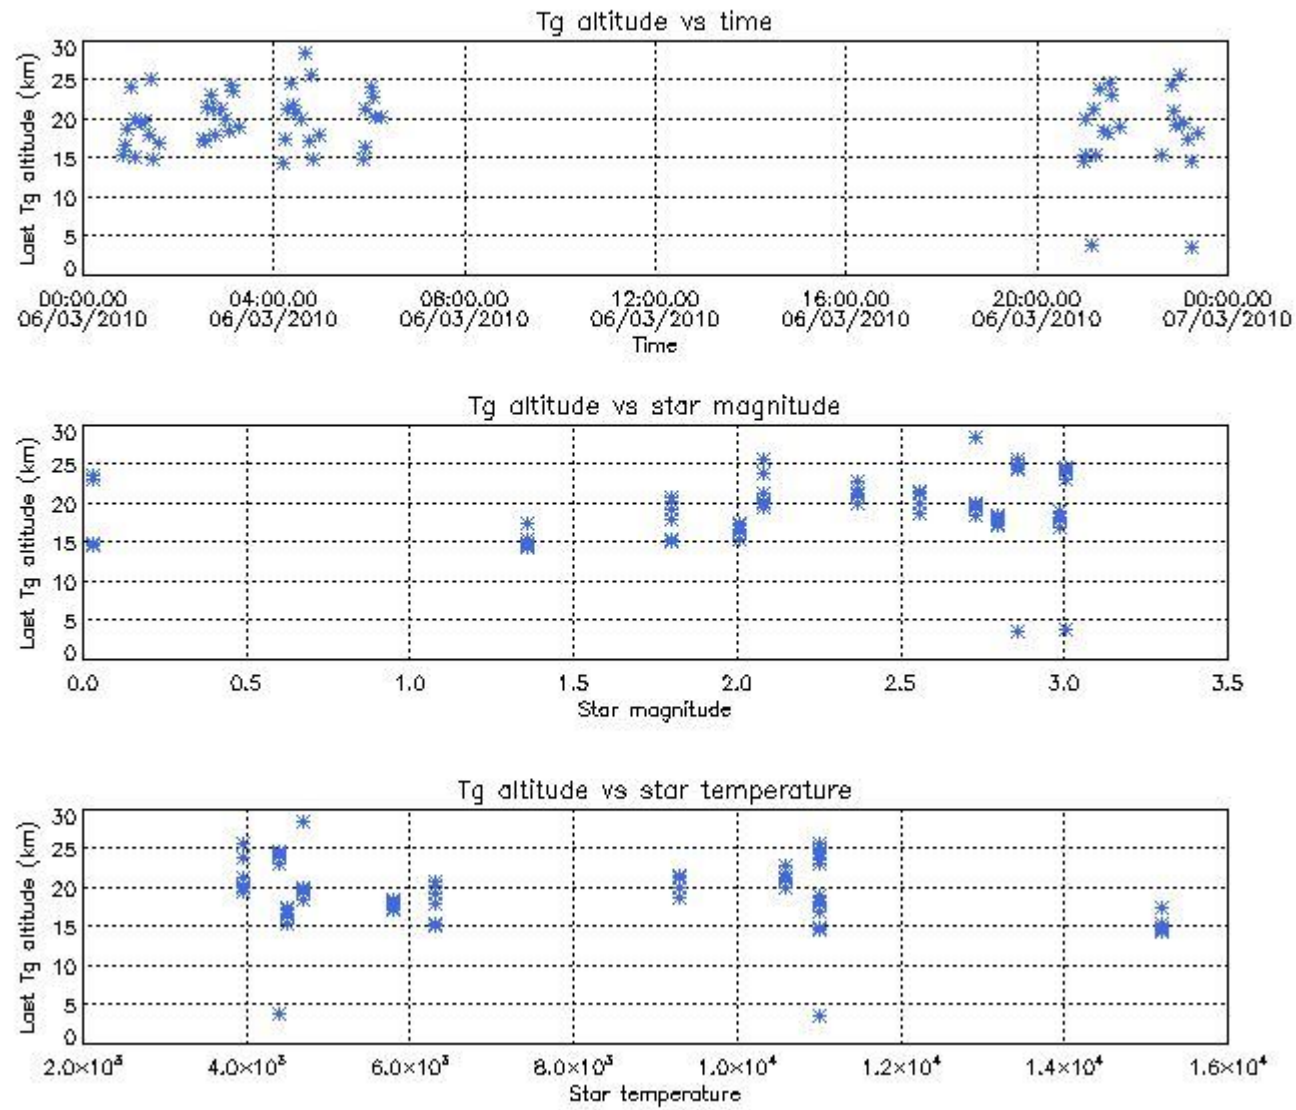 Tg altitude vs time
Last Tg altitude (km)
30
25
20
15
10
5
0
00:00.00 04:00.00 08:00.00 12:00.00 16:00.00 20:00.00 00:00.00
06/03/2010 06/03/2010 06/03/2010 06/03/2010 06/03/2010 06/03/2010 07/03/2010
Time
Tg altitude vs star magnitude
Last Tg altitude (km)
30
25
20
15
10
5
0
0.0 0.5 1.0 1.5 2.0 2.5 3.0 3.5
Star magnitude
Tg altitude vs star temperature
Last Tg altitude (km)
30
25
20
15
10
5
0
2.0×10³ 4.0×10³ 6.0×10³ 8.0×10³ 1.0×10⁴ 1.2×10⁴ 1.4×10⁴ 1.6×10⁴
Star temperature